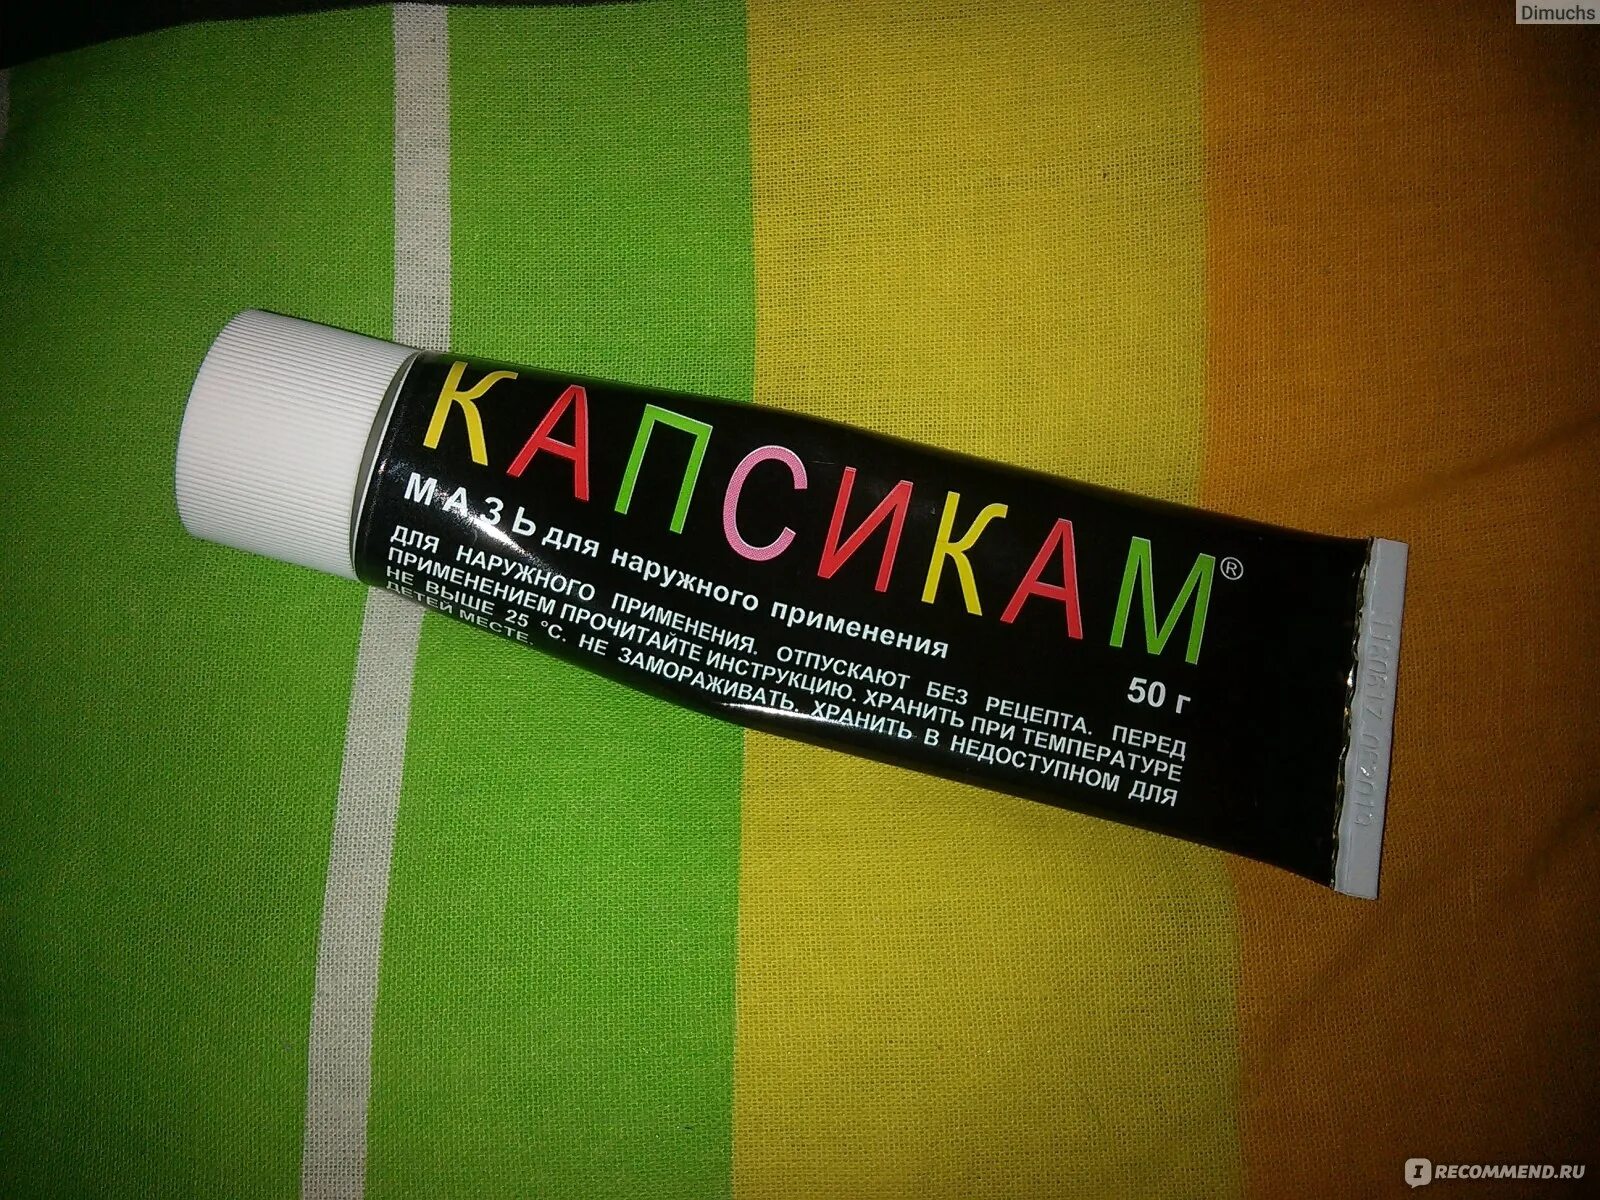 Dimuchs
КАПСИКАМ®
МАЗЬ для наружного применения
50 г
ДЛЯ НАРУЖНОГО ПРИМЕНЕНИЯ. ОТПУСКАЮТ БЕЗ РЕЦЕПТА. ПЕРЕД
ПРИМЕНЕНИЕМ ПРОЧИТАЙТЕ ИНСТРУКЦИЮ. ХРАНИТЬ ПРИ ТЕМПЕРАТУРЕ
НЕ ВЫШЕ 25 °С. НЕ ЗАМОРАЖИВАТЬ. ХРАНИТЬ В НЕДОСТУПНОМ ДЛЯ
ДЕТЕЙ МЕСТЕ.
IRECOMMEND.RU